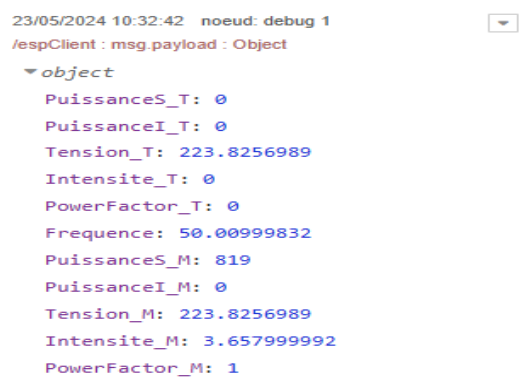 23/05/2024 10:32:42 noeud: debug 1
/espClient : msg.payload : Object
object
PuissanceS_T: 0
PuissanceI_T: 0
Tension_T: 223.8256989
Intensite_T: 0
PowerFactor_T: 0
Frequence: 50.00999832
PuissanceS_M: 819
PuissanceI_M: 0
Tension_M: 223.8256989
Intensite_M: 3.657999992
PowerFactor_M: 1